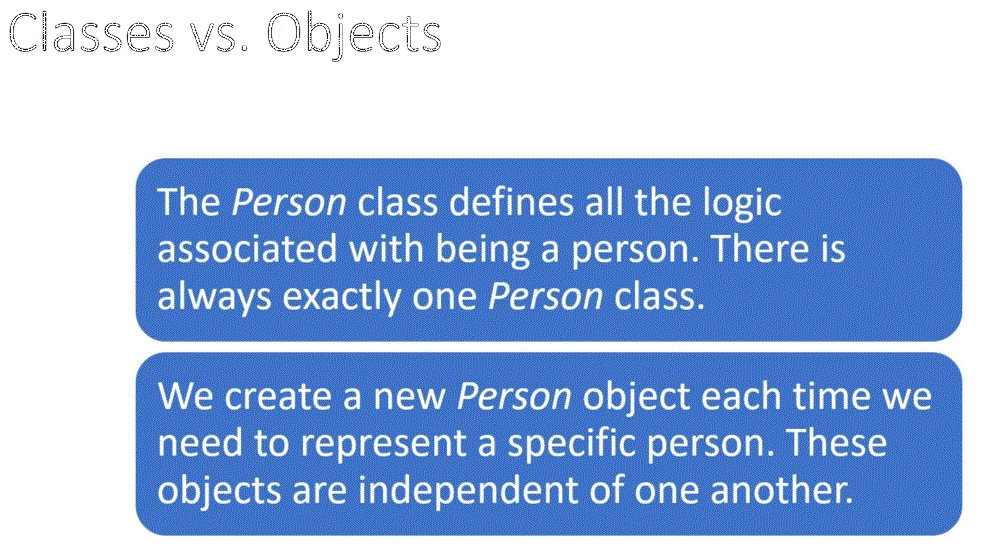 Classes vs. Objects
The Person class defines all the logic
associated with being a person. There is
always exactly one Person class.
We create a new Person object each time we
need to represent a specific person. These
objects are independent of one another.